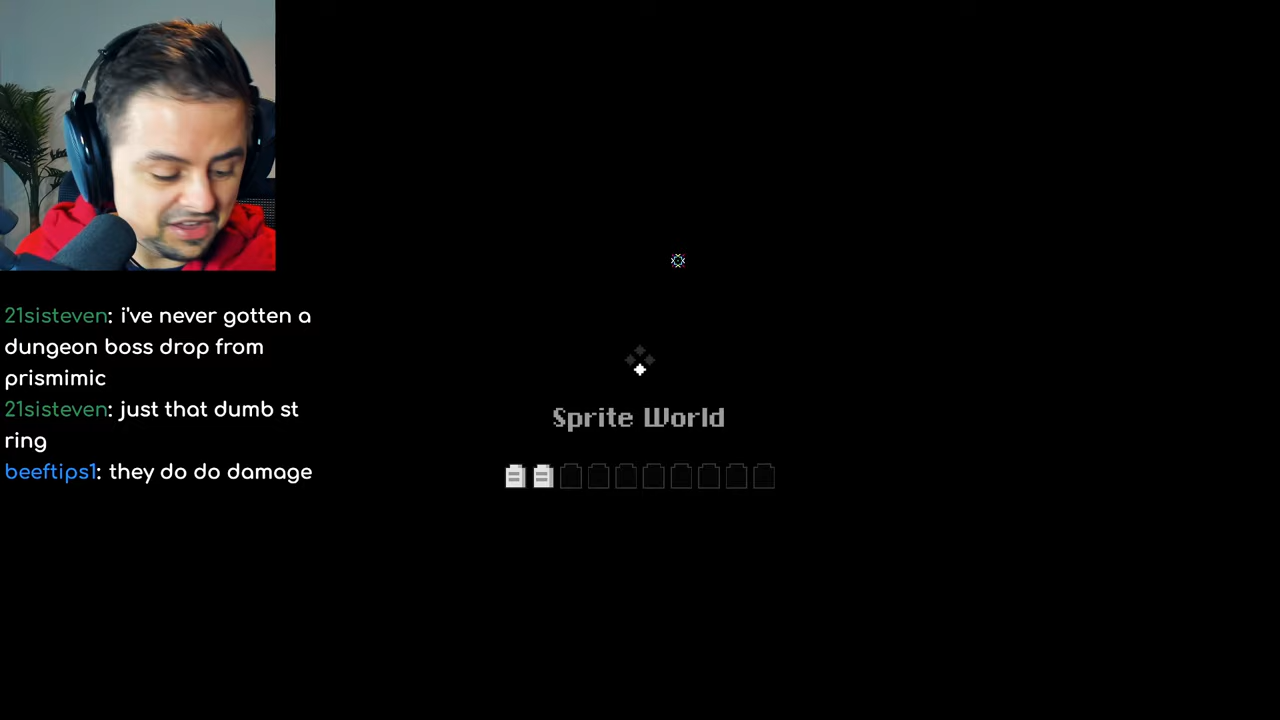 21sisteven: i've never gotten a
dungeon boss drop from
prismimic
21sisteven: just that dumb st
ring
beeftips1: they do do damage
Sprite World